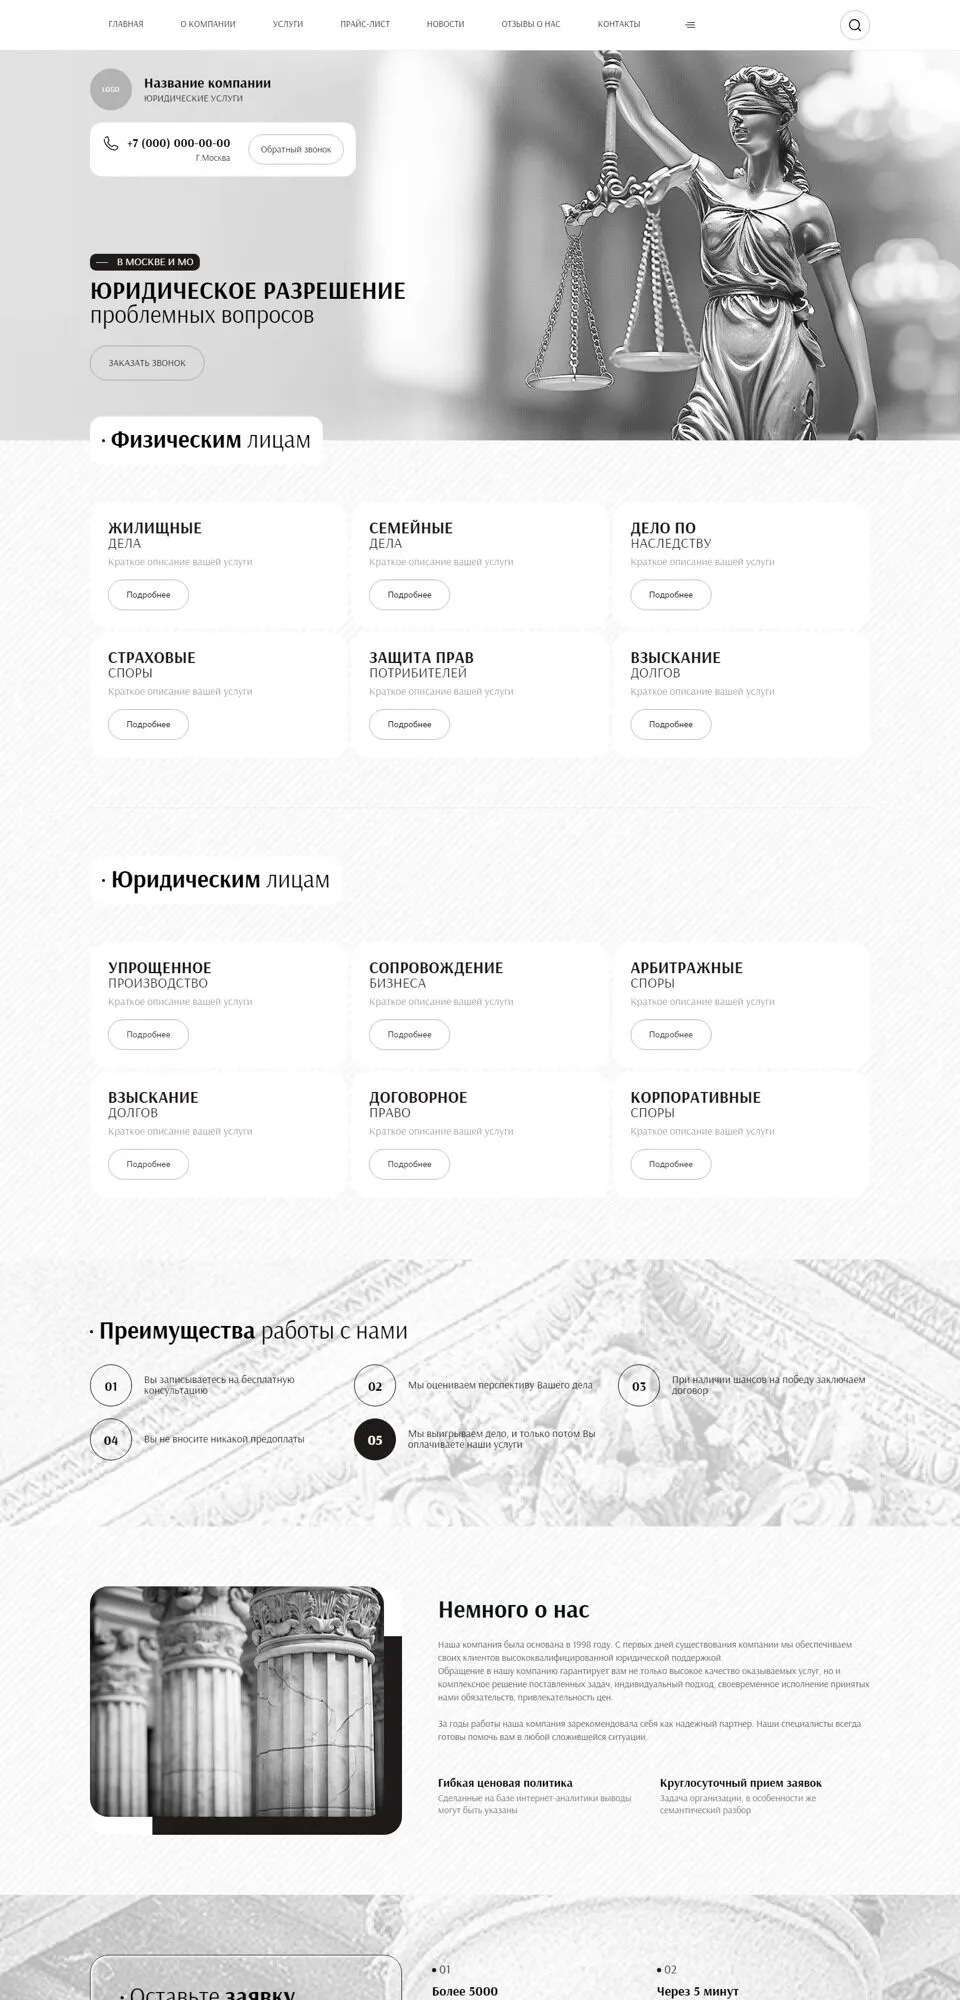 ГЛАВНАЯ О КОМПАНИИ УСЛУГИ ПРАЙС-ЛИСТ НОВОСТИ ОТЗЫВЫ О НАС КОНТАКТЫ
LOGO
Название компании
ЮРИДИЧЕСКИЕ УСЛУГИ
+7 (000) 000-00-00
Г.Москва
Обратный звонок
В МОСКВЕ И МО
ЮРИДИЧЕСКОЕ РАЗРЕШЕНИЕ
проблемных вопросов
ЗАКАЗАТЬ ЗВОНОК
· Физическим лицам
ЖИЛИЩНЫЕ
ДЕЛА
Краткое описание вашей услуги
Подробнее
СЕМЕЙНЫЕ
ДЕЛА
Краткое описание вашей услуги
Подробнее
ДЕЛО ПО
НАСЛЕДСТВУ
Краткое описание вашей услуги
Подробнее
СТРАХОВЫЕ
СПОРЫ
Краткое описание вашей услуги
Подробнее
ЗАЩИТА ПРАВ
ПОТРИБИТЕЛЕЙ
Краткое описание вашей услуги
Подробнее
ВЗЫСКАНИЕ
ДОЛГОВ
Краткое описание вашей услуги
Подробнее
· Юридическим лицам
УПРОЩЕННОЕ
ПРОИЗВОДСТВО
Краткое описание вашей услуги
Подробнее
СОПРОВОЖДЕНИЕ
БИЗНЕСА
Краткое описание вашей услуги
Подробнее
АРБИТРАЖНЫЕ
СПОРЫ
Краткое описание вашей услуги
Подробнее
ВЗЫСКАНИЕ
ДОЛГОВ
Краткое описание вашей услуги
Подробнее
ДОГОВОРНОЕ
ПРАВО
Краткое описание вашей услуги
Подробнее
КОРПОРАТИВНЫЕ
СПОРЫ
Краткое описание вашей услуги
Подробнее
· Преимущества работы с нами
01
Вы записываетесь на бесплатную
консультацию
02
Мы оцениваем перспективу Вашего дела
03
При наличии шансов на победу заключаем
договор
04
Вы не вносите никакой предоплаты
05
Мы выигрываем дело, и только потом Вы
оплачиваете наши услуги
Немного о нас
Наша компания была основана в 1998 году. С первых дней существования компании мы обеспечиваем
своих клиентов высококвалифицированной юридической поддержкой.
Обращение в нашу компанию гарантирует вам не только высокое качество оказываемых услуг, но и
комплексное решение поставленных задач, индивидуальный подход, своевременное исполнение принятых
нами обязательств, привлекательность цен.
За годы работы наша компания зарекомендовала себя как надежный партнер. Наши специалисты всегда
готовы помочь вам в любой сложившейся ситуации.
Гибкая ценовая политика
Сделанные на базе интернет-аналитики выводы
могут быть указаны
Круглосуточный прием заявок
Задача организации, в особенности же
семантический разбор
· Оставьте заявку
01
Более 5000
02
Через 5 минут